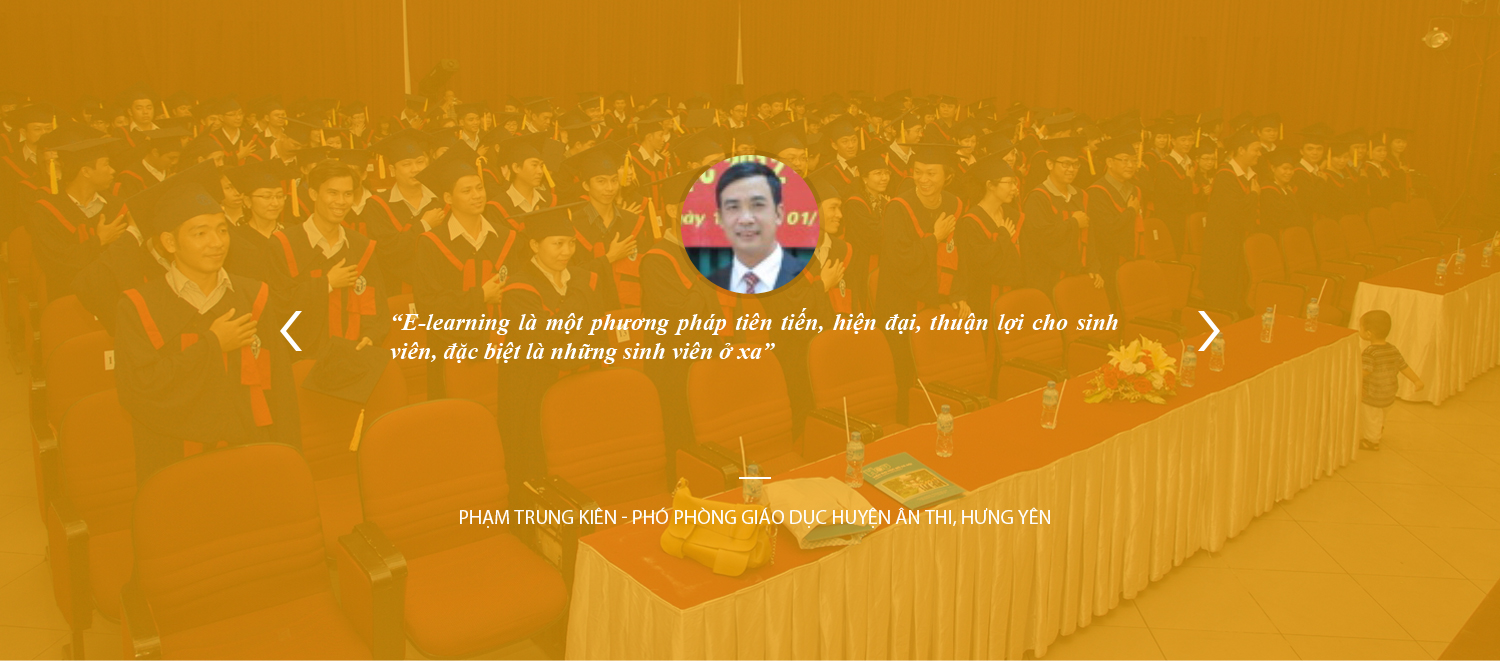 01/
“E-learning là một phương pháp tiên tiến, hiện đại, thuận lợi cho sinh
viên, đặc biệt là những sinh viên ở xa”
PHẠM TRUNG KIÊN - PHÓ PHÒNG GIÁO DỤC HUYỆN ÂN THI, HƯNG YÊN